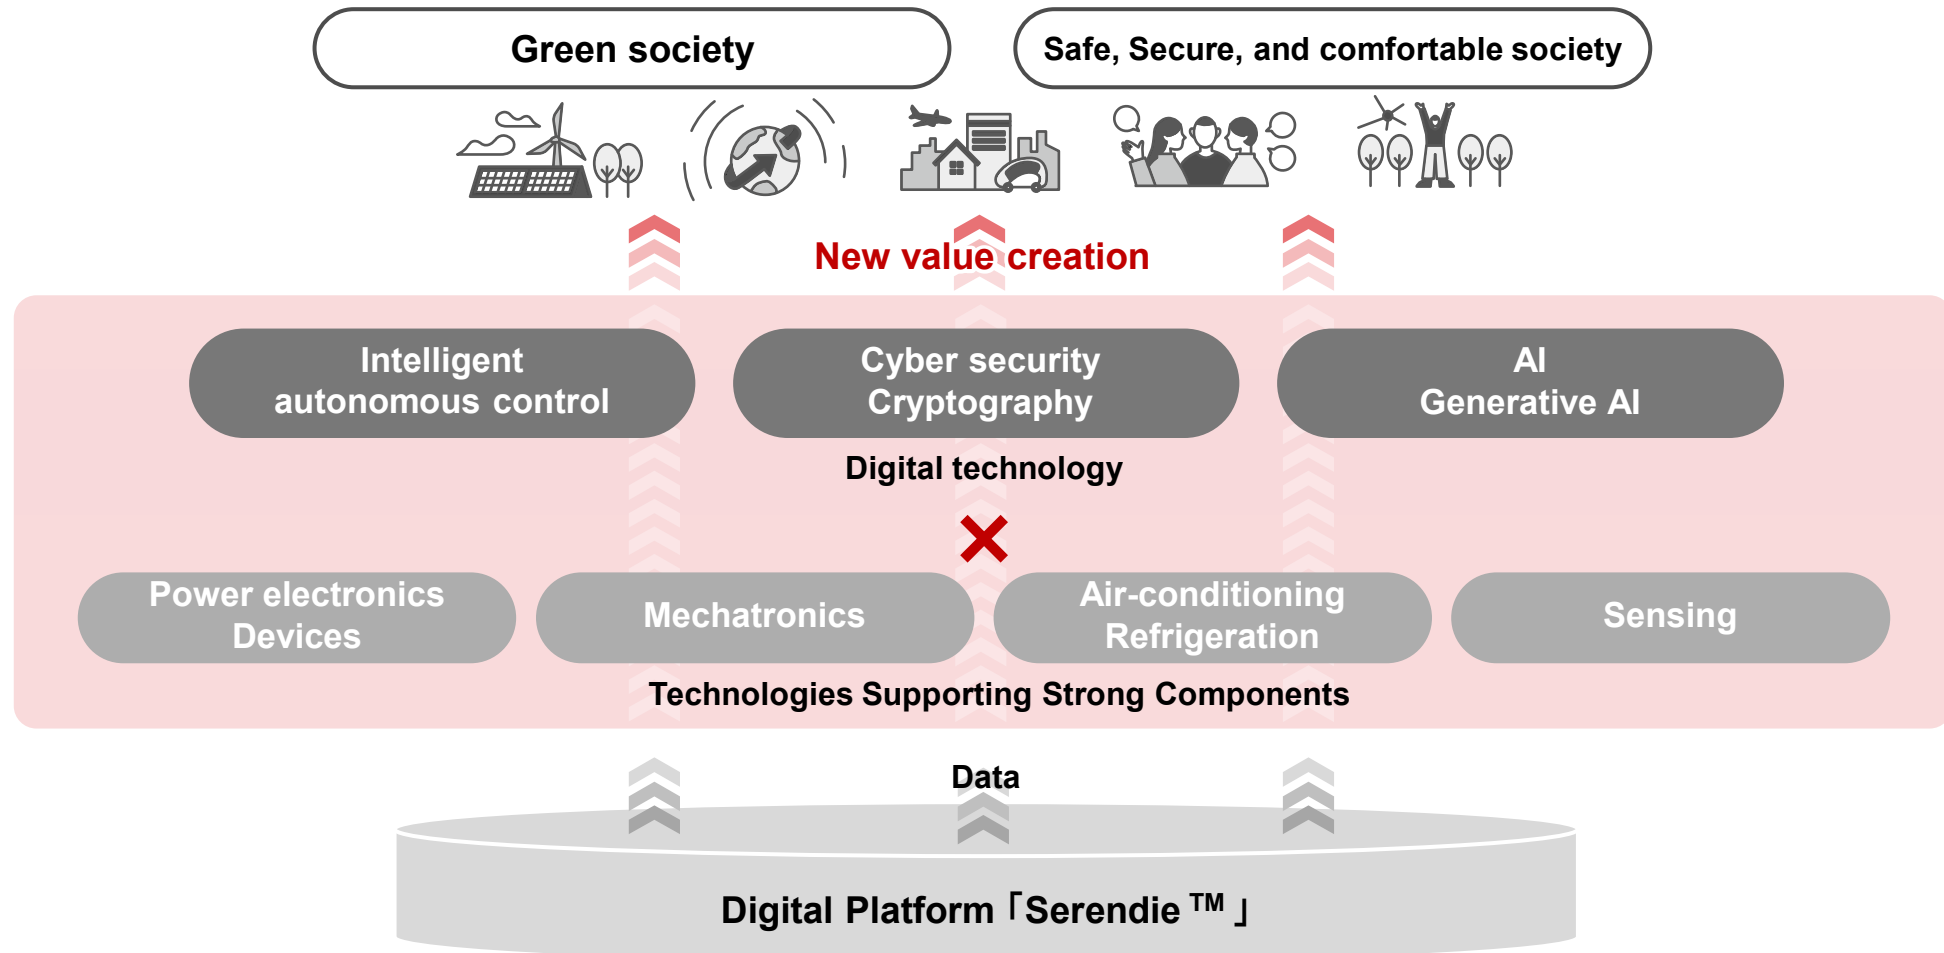 Green society
Safe, Secure, and comfortable society
New value creation
Intelligent
autonomous control
Cyber security
Cryptography
AI
Generative AI
Digital technology
×
Power electronics
Devices
Mechatronics
Air-conditioning
Refrigeration
Sensing
Technologies Supporting Strong Components
Data
Digital Platform「Serendie™」